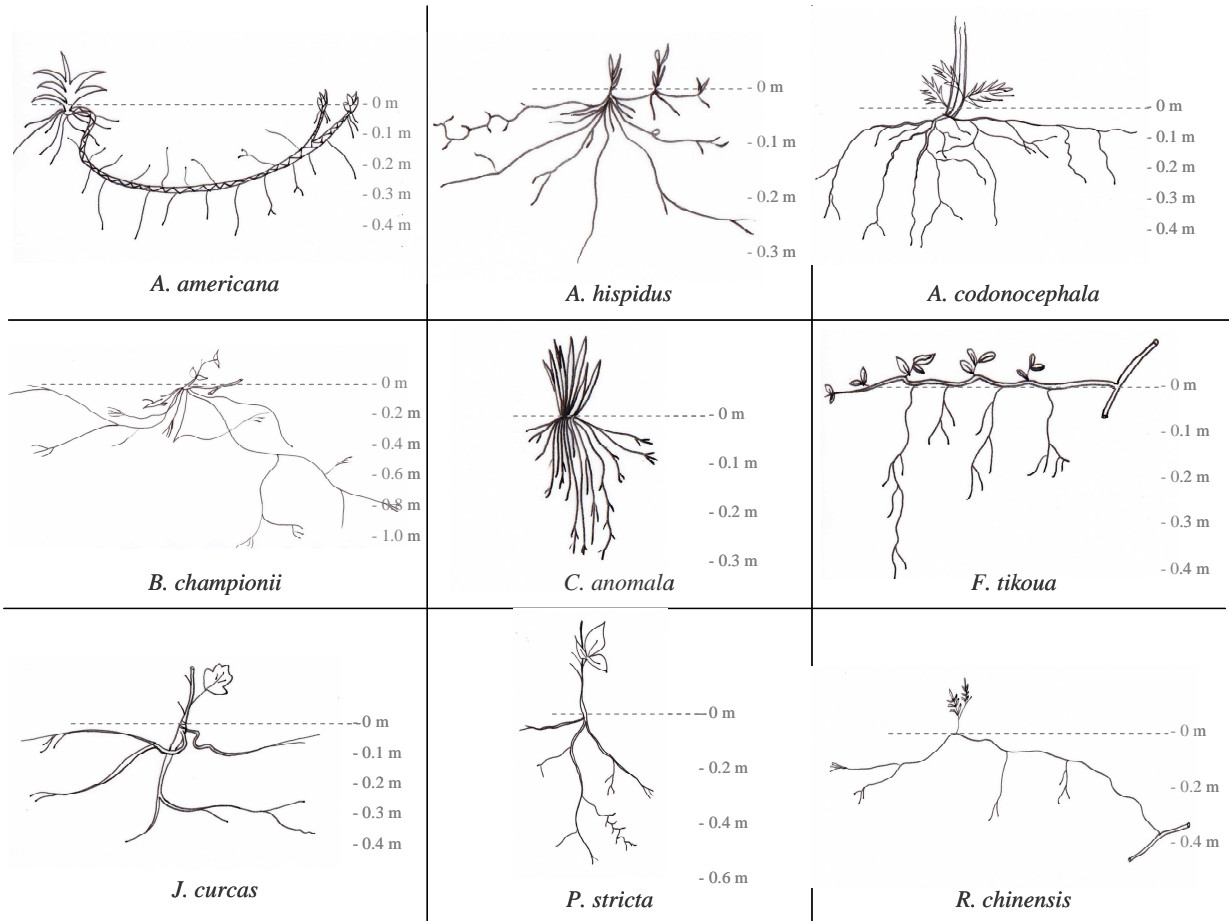 - 0 m
- 0.1 m
- 0.2 m
- 0.3 m
- 0.4 m
A. americana
- 0 m
- 0.1 m
- 0.2 m
- 0.3 m
A. hispidus
- 0 m
- 0.1 m
- 0.2 m
- 0.3 m
- 0.4 m
A. codonocephala
- 0 m
- 0.2 m
- 0.4 m
- 0.6 m
- 0.8 m
- 1.0 m
B. championii
- 0 m
- 0.1 m
- 0.2 m
- 0.3 m
C. anomala
- 0 m
- 0.1 m
- 0.2 m
- 0.3 m
- 0.4 m
F. tikoua
- 0 m
- 0.1 m
- 0.2 m
- 0.3 m
- 0.4 m
J. curcas
- 0 m
- 0.2 m
- 0.4 m
- 0.6 m
P. stricta
- 0 m
- 0.2 m
- 0.4 m
R. chinensis